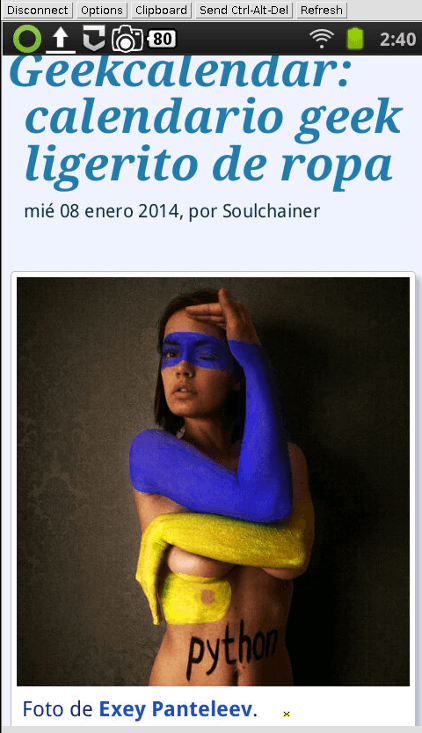 Disconnect Options Clipboard Send Ctrl-Alt-Del Refresh
80 2:40
Geekcalendar:
calendario geek
ligerito de ropa
mié 08 enero 2014, por Soulchainer
python
Foto de Exey Panteleev.